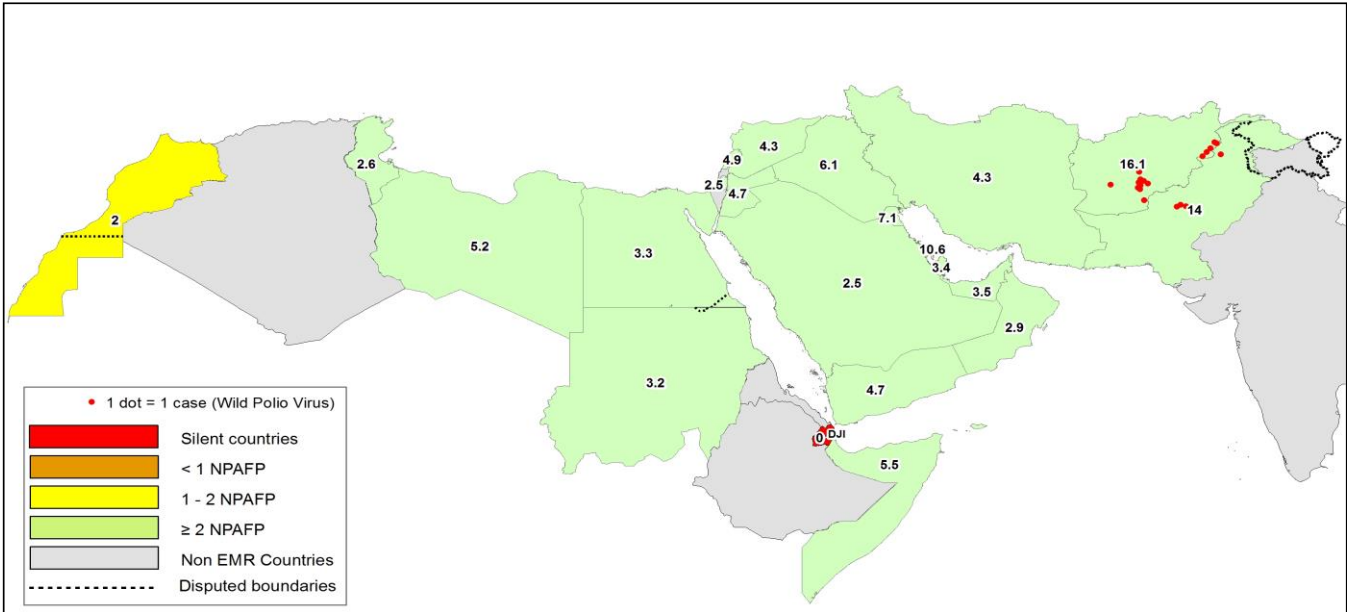 4.3
4.9
6.1
4.3
16.1
2.6
2.5
4.7
14
2
7.1
5.2
3.3
10.6
3.4
2.5
3.5
2.9
3.2
4.7
0 DJI
5.5
1 dot = 1 case (Wild Polio Virus)
Silent countries
< 1 NPAFP
1 - 2 NPAFP
≥ 2 NPAFP
Non EMR Countries
Disputed boundaries